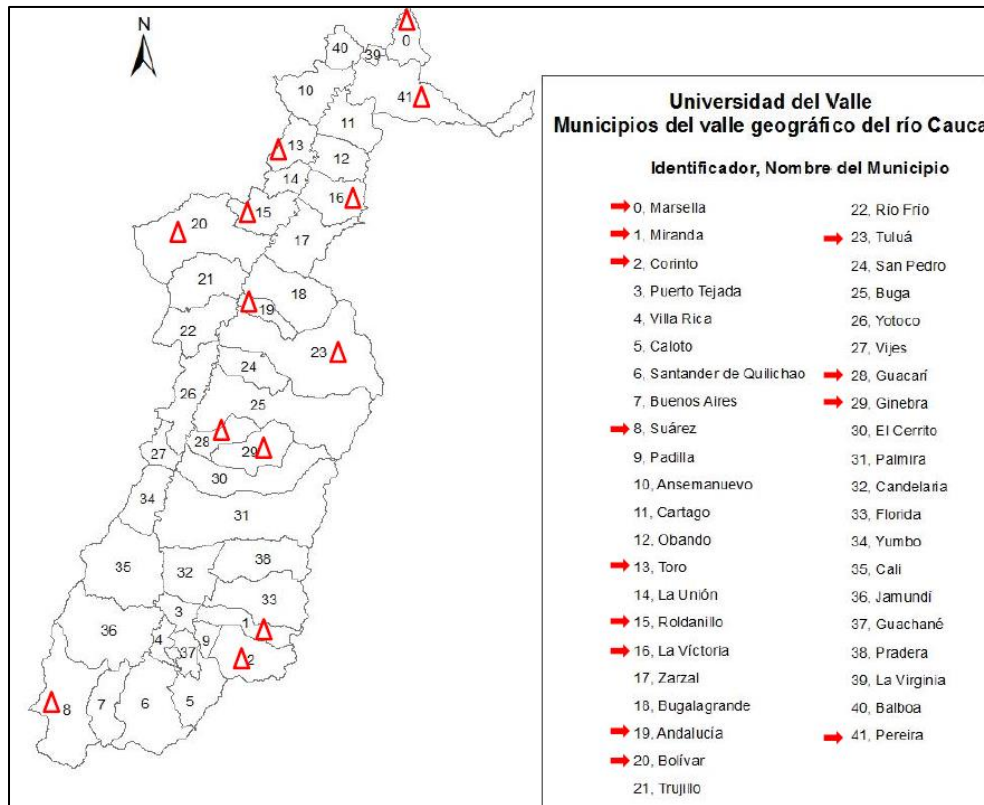 N
40
39
0
10
41
11
13
12
14
16
15
20
17
21
18
19
22
23
24
26
25
28
27
29
30
34
31
35
38
32
33
3
1
36
4
9
37
2
8
7
6
5
Universidad del Valle
Municipios del valle geográfico del río Cauca
Identificador, Nombre del Municipio
0, Marsella
1, Miranda
2, Corinto
3, Puerto Tejada
4, Villa Rica
5, Caloto
6, Santander de Quilichao
7, Buenos Aires
8, Suárez
9, Padilla
10, Ansemanuevo
11, Cartago
12, Obando
13, Toro
14, La Unión
15, Roldanillo
16, La Víctoria
17, Zarzal
18, Bugalagrande
19, Andalucía
20, Bolívar
21, Trujillo
22, Río Frío
23, Tuluá
24, San Pedro
25, Buga
26, Yotoco
27, Vijes
28, Guacarí
29, Ginebra
30, El Cerrito
31, Palmira
32, Candelaria
33, Florida
34, Yumbo
35, Cali
36, Jamundí
37, Guachané
38, Pradera
39, La Virginia
40, Balboa
41, Pereira